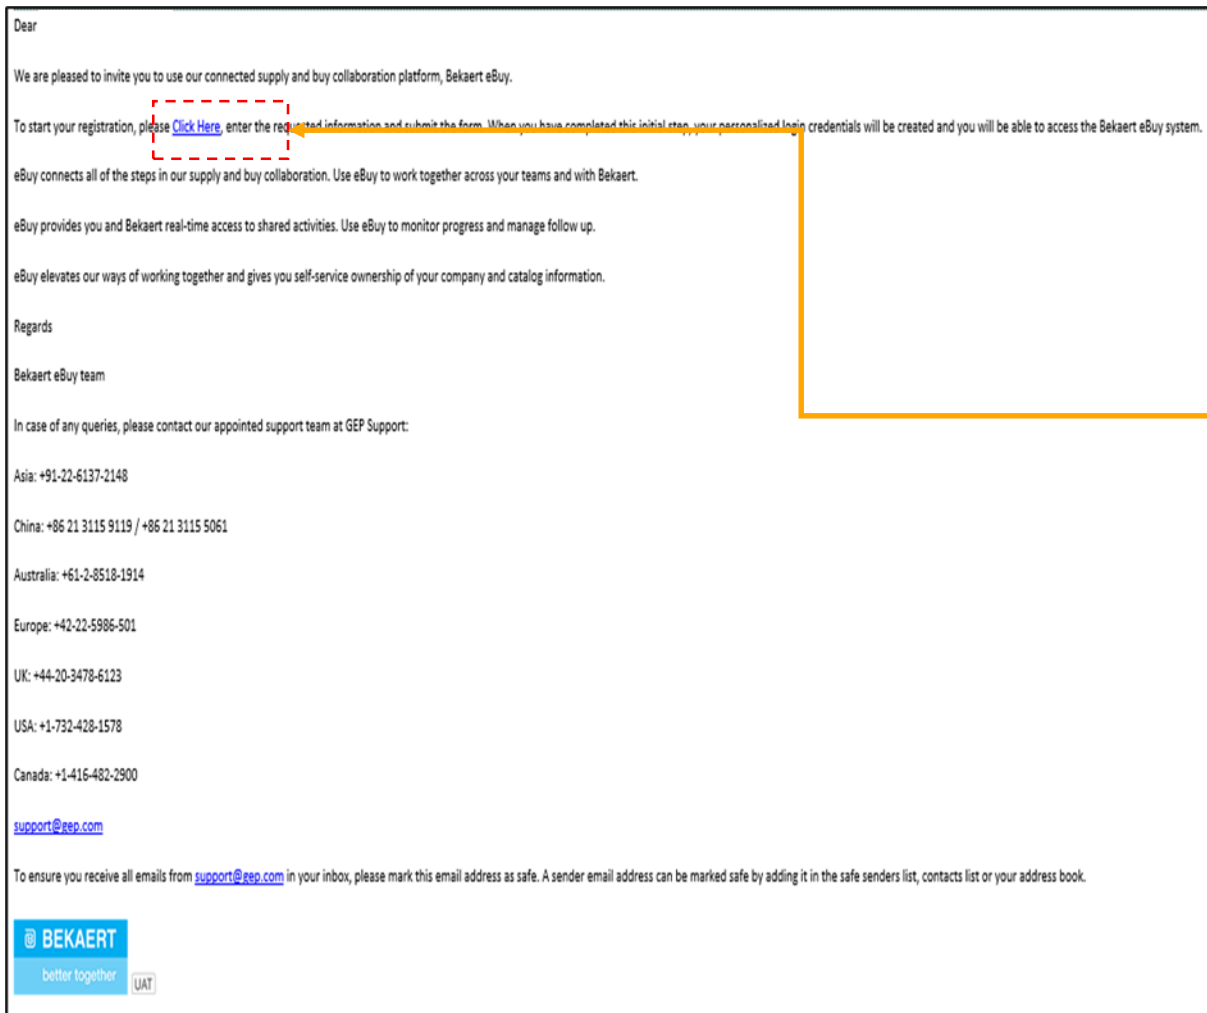 Dear
We are pleased to invite you to use our connected supply and buy collaboration platform, Bekaert eBuy.
To start your registration, please Click Here, enter the requested information and submit the form. When you have completed this initial step, your personalized login credentials will be created and you will be able to access the Bekaert eBuy system.
eBuy connects all of the steps in our supply and buy collaboration. Use eBuy to work together across your teams and with Bekaert.
eBuy provides you and Bekaert real-time access to shared activities. Use eBuy to monitor progress and manage follow up.
eBuy elevates our ways of working together and gives you self-service ownership of your company and catalog information.
Regards
Bekaert eBuy team
In case of any queries, please contact our appointed support team at GEP Support:
Asia: +91-22-6137-2148
China: +86 21 3115 9119 / +86 21 3115 5061
Australia: +61-2-8518-1914
Europe: +42-22-5986-501
UK: +44-20-3478-6123
USA: +1-732-428-1578
Canada: +1-416-482-2900
support@gep.com
To ensure you receive all emails from support@gep.com in your inbox, please mark this email address as safe. A sender email address can be marked safe by adding it in the safe senders list, contacts list or your address book.
BEKAERT
better together
UAT